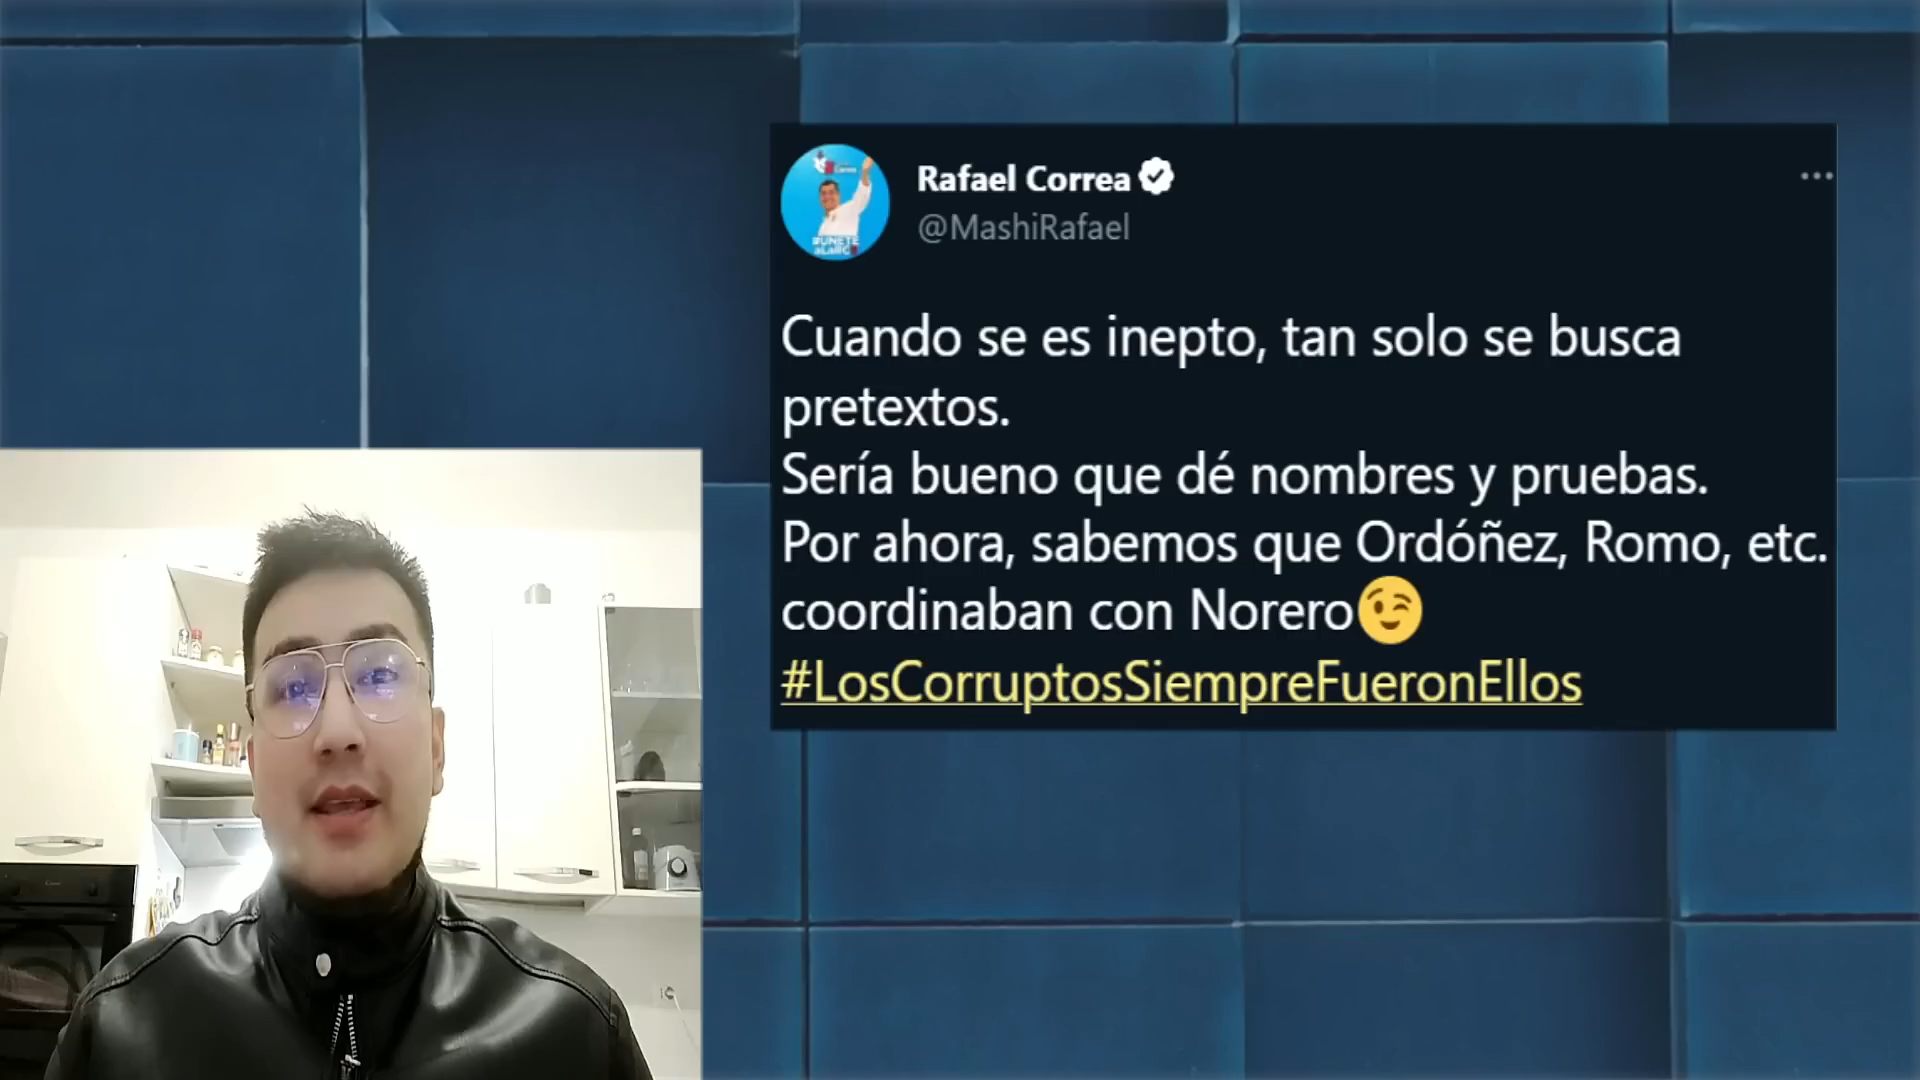 Rafael Correa
@MashiRafael
Cuando se es inepto, tan solo se busca
pretextos.
Sería bueno que dé nombres y pruebas.
Por ahora, sabemos que Ordóñez, Romo, etc.
coordinaban con Norero😉
#LosCorruptosSiempreFueronEllos